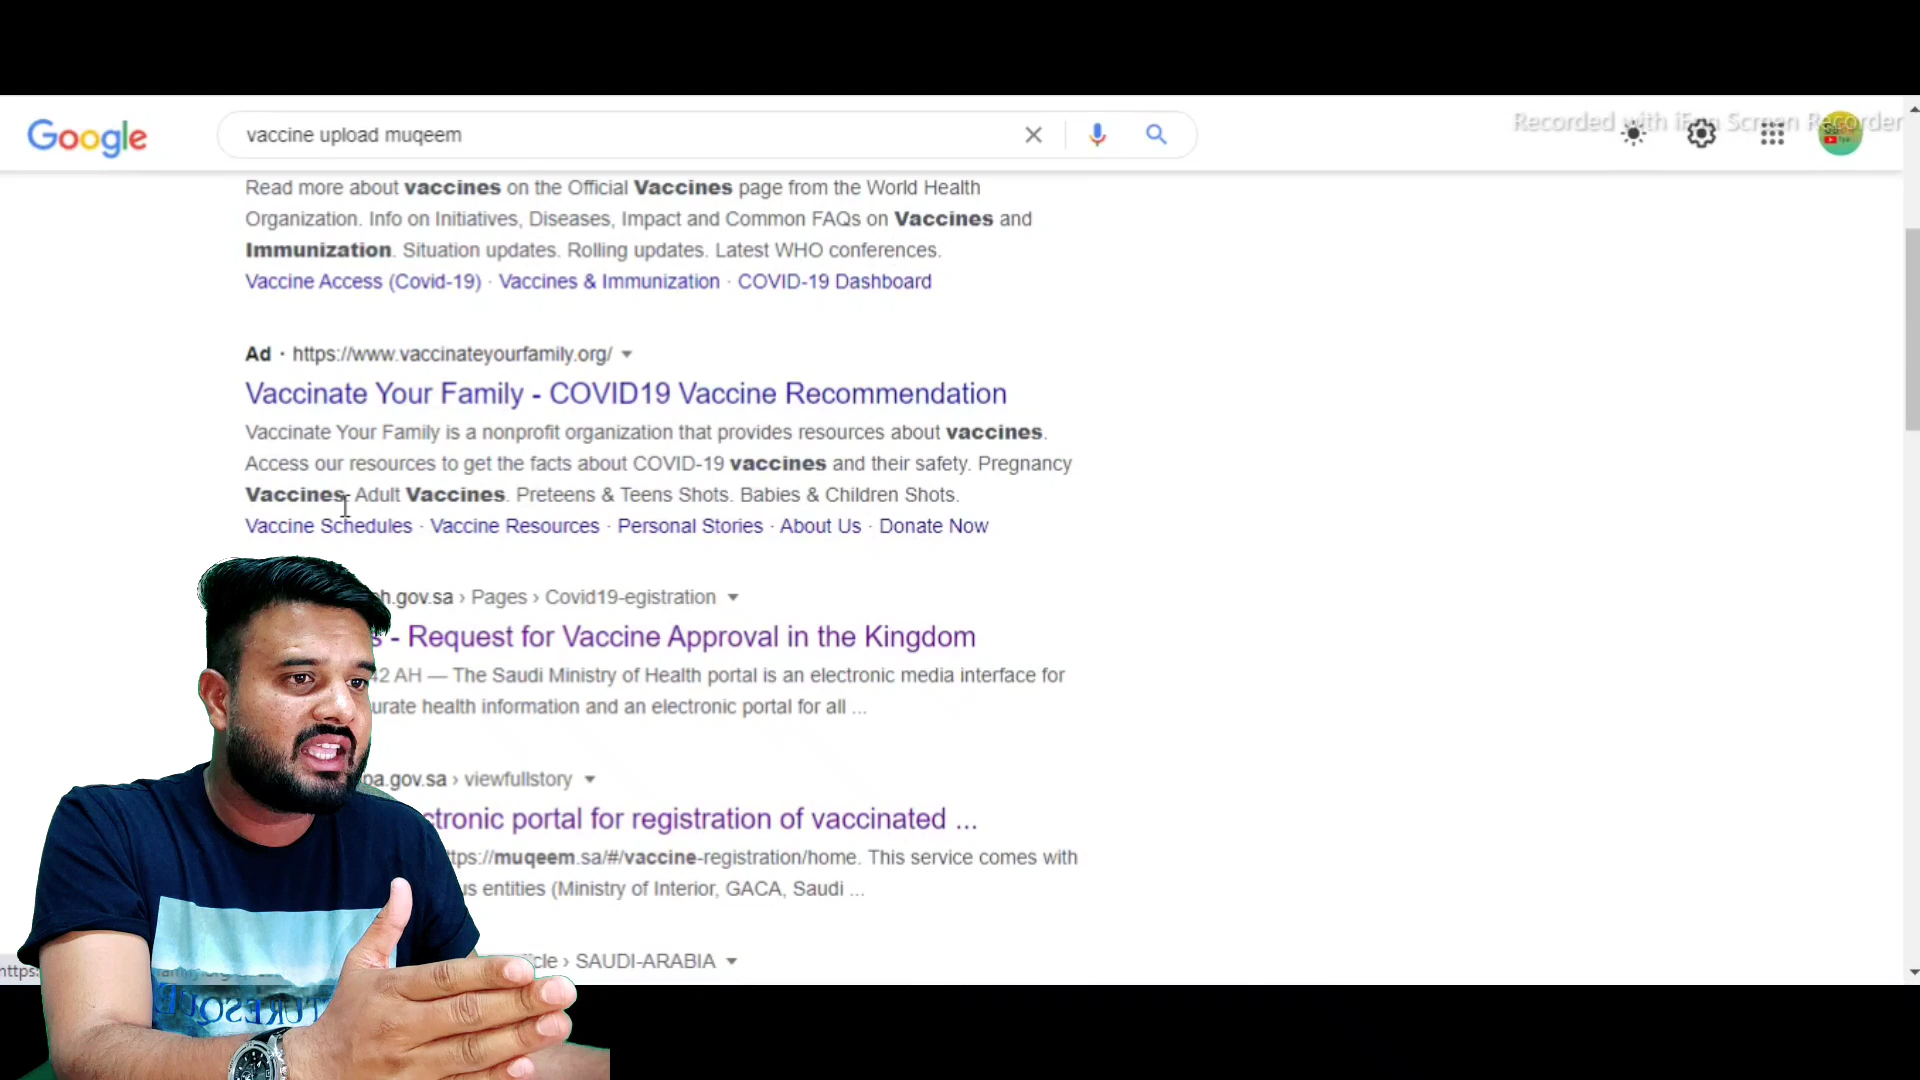 Google
vaccine upload muqeem
Recorded with iFun Screen Recorder
Read more about vaccines on the Official Vaccines page from the World Health
Organization. Info on Initiatives, Diseases, Impact and Common FAQs on Vaccines and
Immunization. Situation updates. Rolling updates. Latest WHO conferences.
Vaccine Access (Covid-19) · Vaccines & Immunization · COVID-19 Dashboard
Ad · https://www.vaccinateyourfamily.org/
Vaccinate Your Family - COVID19 Vaccine Recommendation
Vaccinate Your Family is a nonprofit organization that provides resources about vaccines.
Access our resources to get the facts about COVID-19 vaccines and their safety. Pregnancy
Vaccines. Adult Vaccines. Preteens & Teens Shots. Babies & Children Shots.
Vaccine Schedules · Vaccine Resources · Personal Stories · About Us · Donate Now
h.gov.sa › Pages › Covid19-egistration
s - Request for Vaccine Approval in the Kingdom
2 AH — The Saudi Ministry of Health portal is an electronic media interface for
urate health information and an electronic portal for all ...
pa.gov.sa › viewfullstory
ctronic portal for registration of vaccinated ...
tps://muqeem.sa/#/vaccine-registration/home. This service comes with
us entities (Ministry of Interior, GACA, Saudi ...
icle › SAUDI-ARABIA
https: